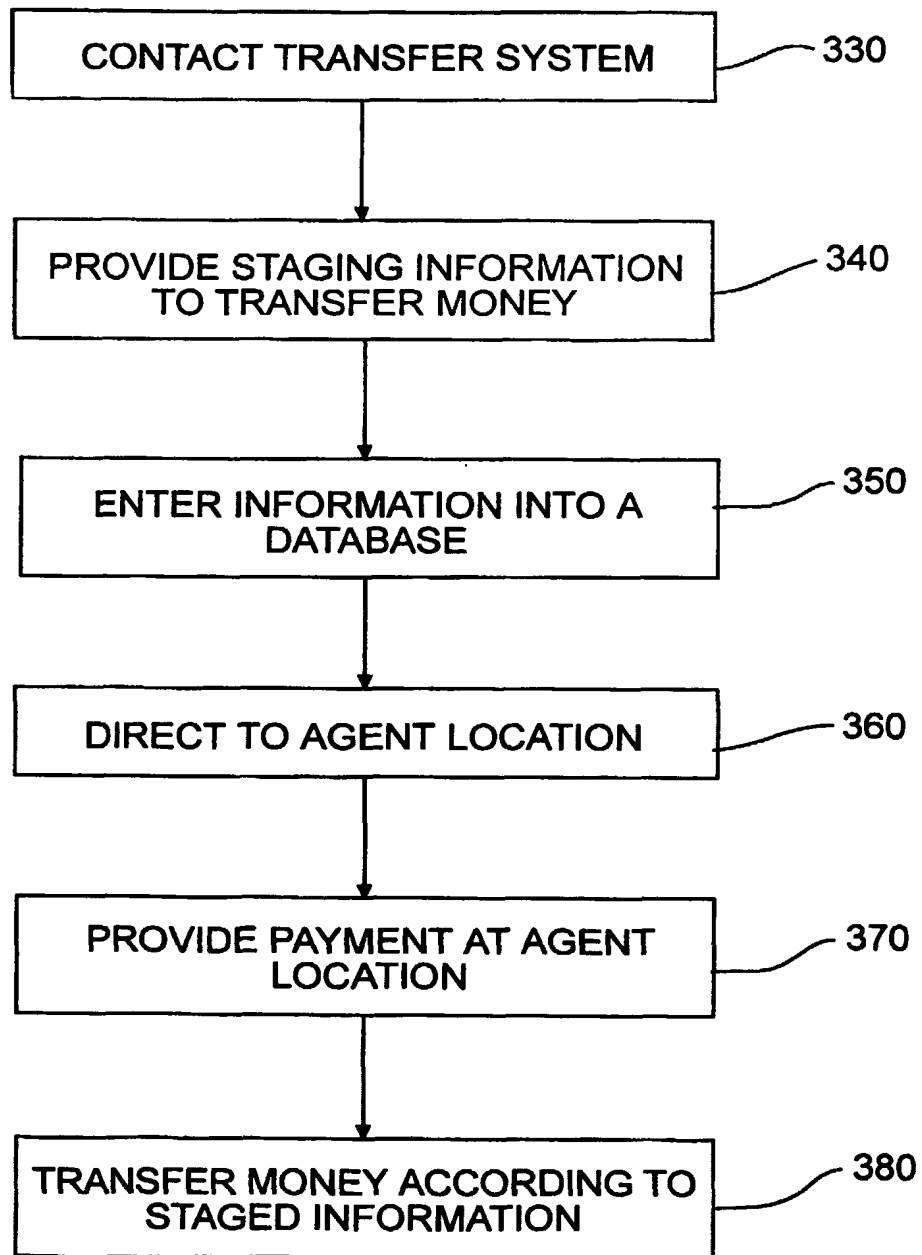 CONTACT TRANSFER SYSTEM
330
PROVIDE STAGING INFORMATION
TO TRANSFER MONEY
340
ENTER INFORMATION INTO A
DATABASE
350
DIRECT TO AGENT LOCATION
360
PROVIDE PAYMENT AT AGENT
LOCATION
370
TRANSFER MONEY ACCORDING TO
STAGED INFORMATION
380